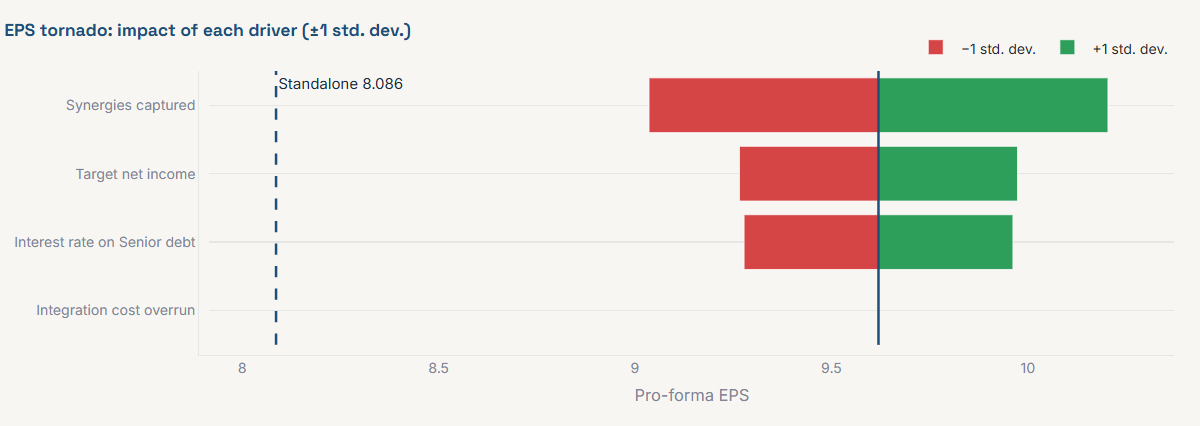 EPS tornado: impact of each driver (±1 std. dev.)
−1 std. dev.
+1 std. dev.
Standalone 8.086
Synergies captured
Target net income
Interest rate on Senior debt
Integration cost overrun
8
8.5
9
9.5
10
Pro-forma EPS